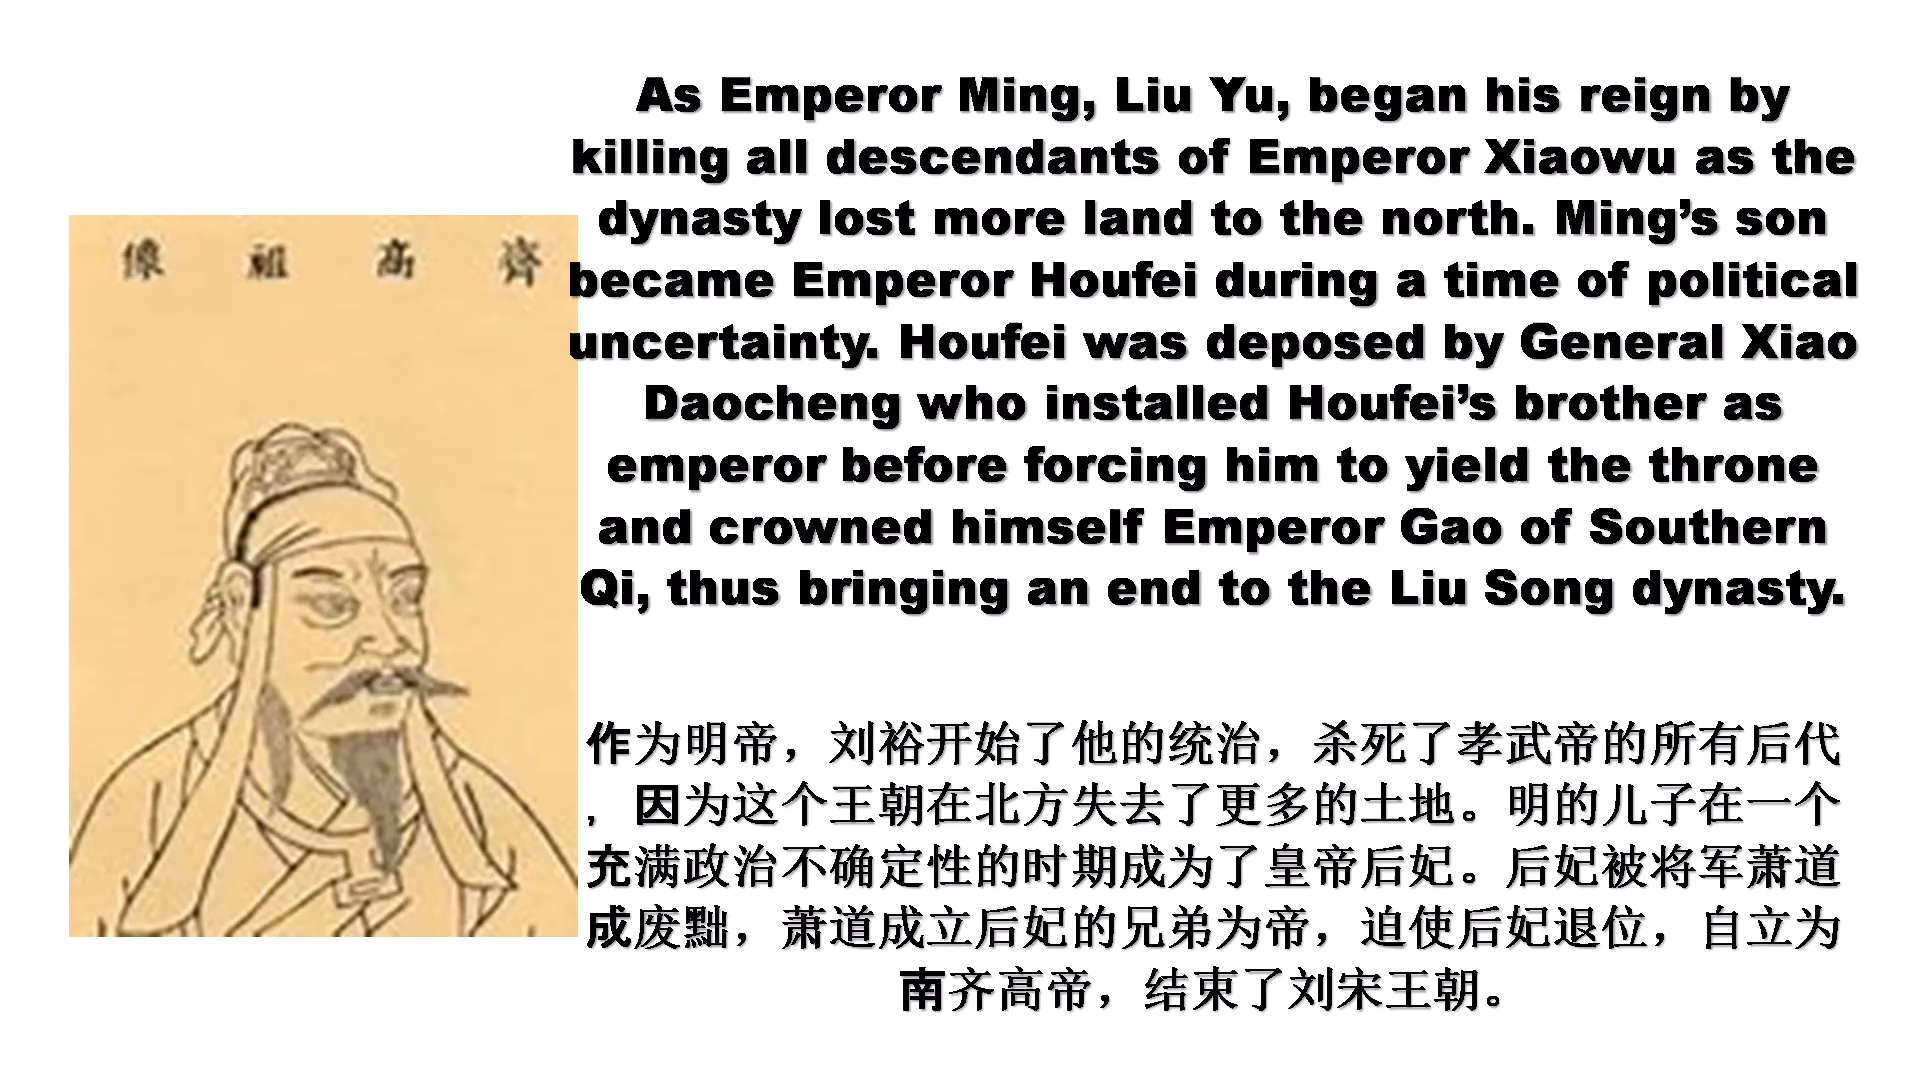 As Emperor Ming, Liu Yu, began his reign by
killing all descendants of Emperor Xiaowu as the
dynasty lost more land to the north. Ming’s son
became Emperor Houfei during a time of political
uncertainty. Houfei was deposed by General Xiao
Daocheng who installed Houfei’s brother as
emperor before forcing him to yield the throne
and crowned himself Emperor Gao of Southern
Qi, thus bringing an end to the Liu Song dynasty.
齊高祖像
作为明帝，刘裕开始了他的统治，杀死了孝武帝的所有后代
，因为这个王朝在北方失去了更多的土地。明的儿子在一个
充满政治不确定性的时期成为了皇帝后妃。后妃被将军萧道
成废黜，萧道成立后妃的兄弟为帝，迫使后妃退位，自立为
南齐高帝，结束了刘宋王朝。